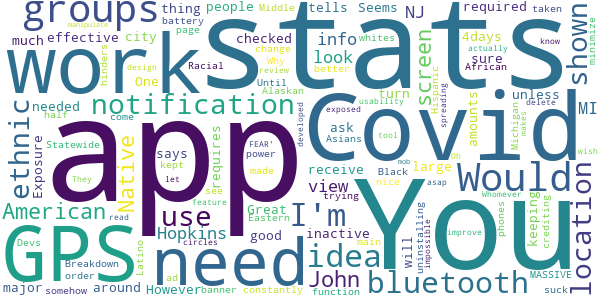 groups
work
stats
app
Covid
You
GPS
need
notification
ethnic
use
American
Native
I'm
idea
bluetooth
Would
location
shown
screen
view
John
Hopkins
large
amounts
keeping
crediting
MI
NJ
info
look
ask
sure
turn
receive
requires
required
taken
unless
effective
tells
Seems
people
city
checked
thing
battery
page
much
needed
around
says
good
major
However
inactive
will
uninstalling
impossible
Exposure
Statewide
Devs
Breakdown
order
somehow
Latino
read
They
half
One
hinders
design
Racial
manipulate
Why
review
Until
Alaskan
change
better
Middle
whites
African
Hispanic
Asians
Black
usability
tool
spreading
exposed
delete
minimize
know
actually
makes
Michigan
4days
developed
trying
nice
Oh
mob
asap
Whomever
wish
phones
improve
MASSIVE
suck
main
function
constantly
banner
ad
circles
let
kept
see
feature
Great
eastern
made
power
FEAR'
come